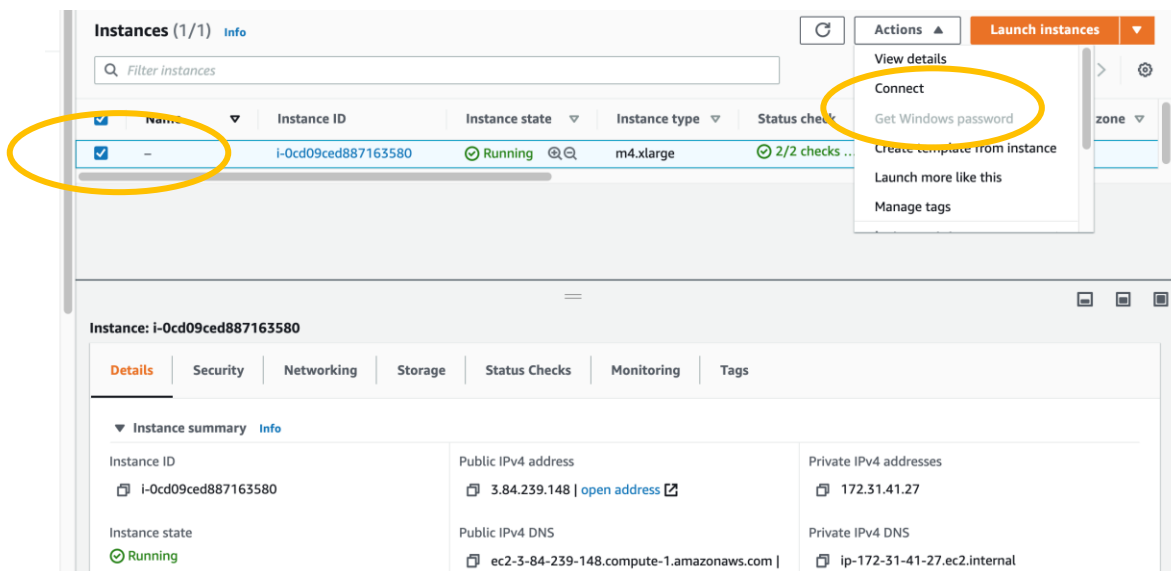 Instances (1/1) Info
Actions
Launch instances
Filter instances
View details
Connect
Get Windows password
Create template from instance
Launch more like this
Manage tags
Name Instance ID Instance state Instance type Status check zone
– i-0cd09ced887163580 Running m4.xlarge 2/2 checks ...
Instance: i-0cd09ced887163580
Details Security Networking Storage Status Checks Monitoring Tags
Instance summary Info
Instance ID Public IPv4 address Private IPv4 addresses
i-0cd09ced887163580 3.84.239.148 | open address 172.31.41.27
Instance state Public IPv4 DNS Private IPv4 DNS
Running ec2-3-84-239-148.compute-1.amazonaws.com | ip-172-31-41-27.ec2.internal